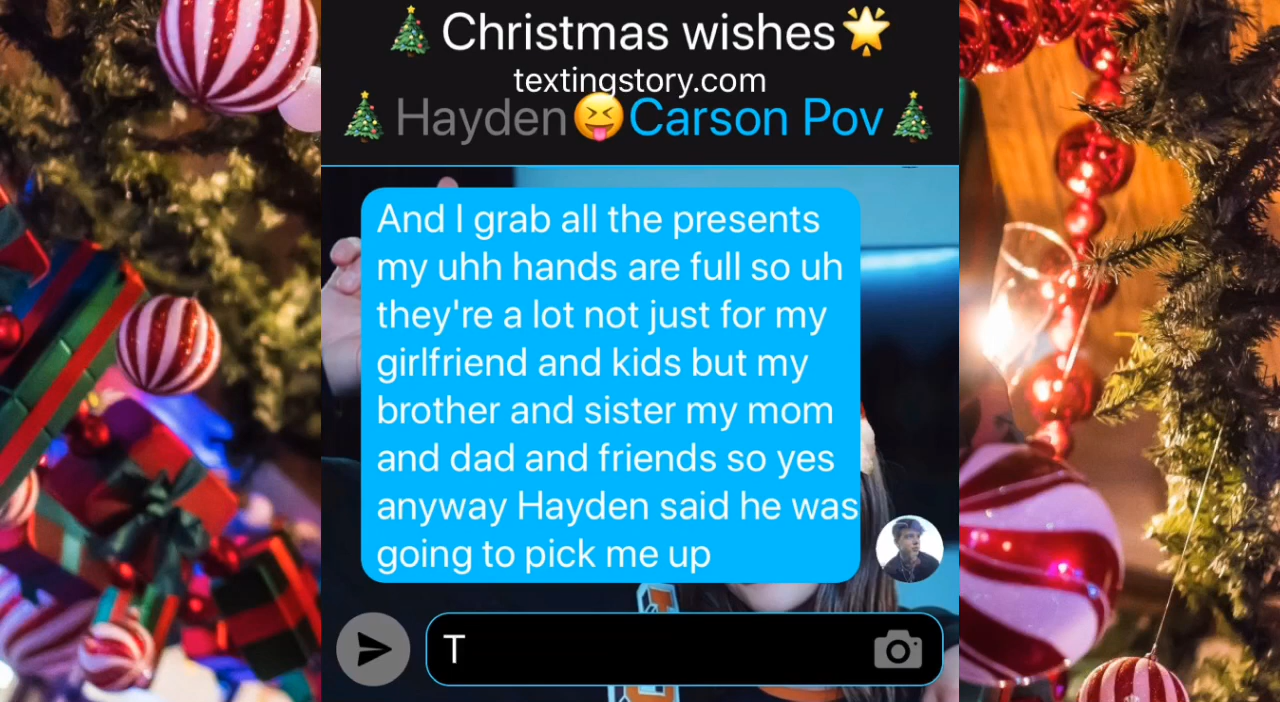 🎄Christmas wishes🌟
textingstory.com
🎄Hayden😝Carson Pov🎄
And I grab all the presents
my uhh hands are full so uh
they're a lot not just for my
girlfriend and kids but my
brother and sister my mom
and dad and friends so yes
anyway Hayden said he was
going to pick me up
T